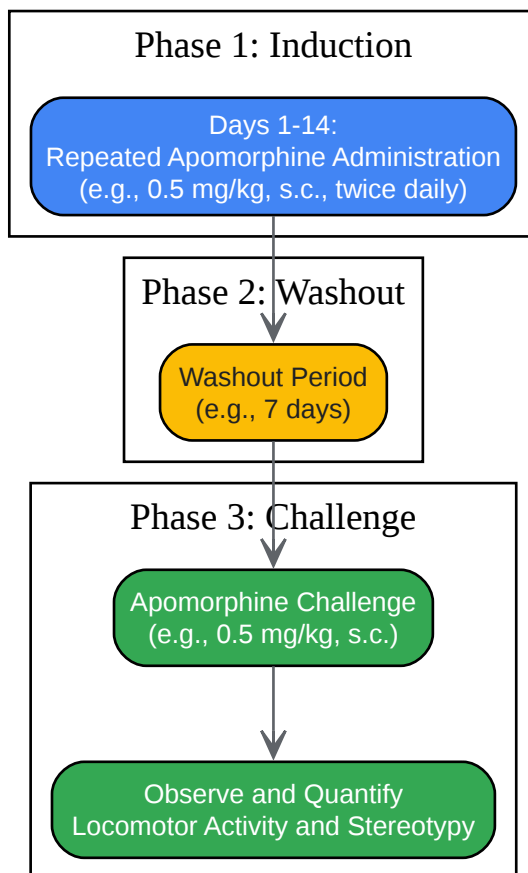 Phase 1: Induction
Days 1-14:
Repeated Apomorphine Administration
(e.g., 0.5 mg/kg, s.c., twice daily)
Phase 2: Washout
Washout Period
(e.g., 7 days)
Phase 3: Challenge
Apomorphine Challenge
(e.g., 0.5 mg/kg, s.c.)
Observe and Quantify
Locomotor Activity and Stereotypy